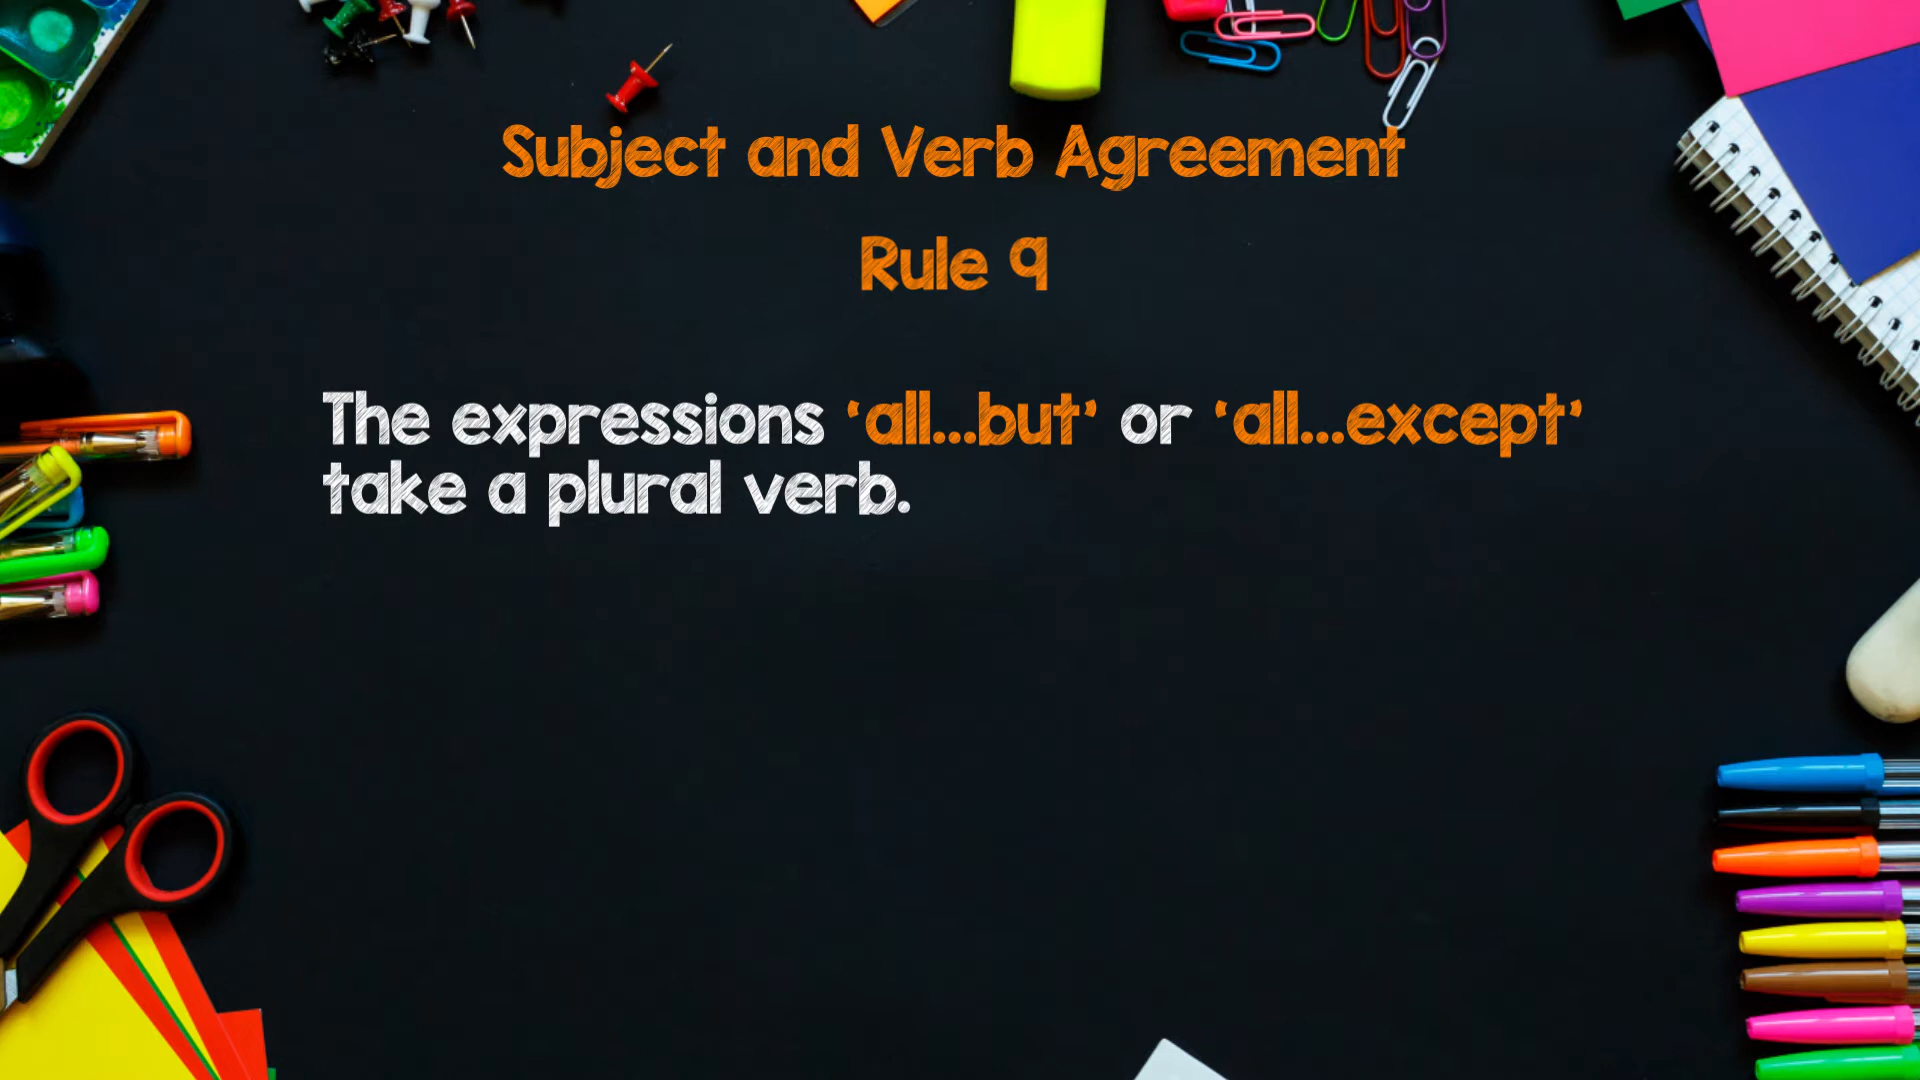 Subject and Verb Agreement
Rule 9
The expressions ‘all...but’ or ‘all...except’
take a plural verb.